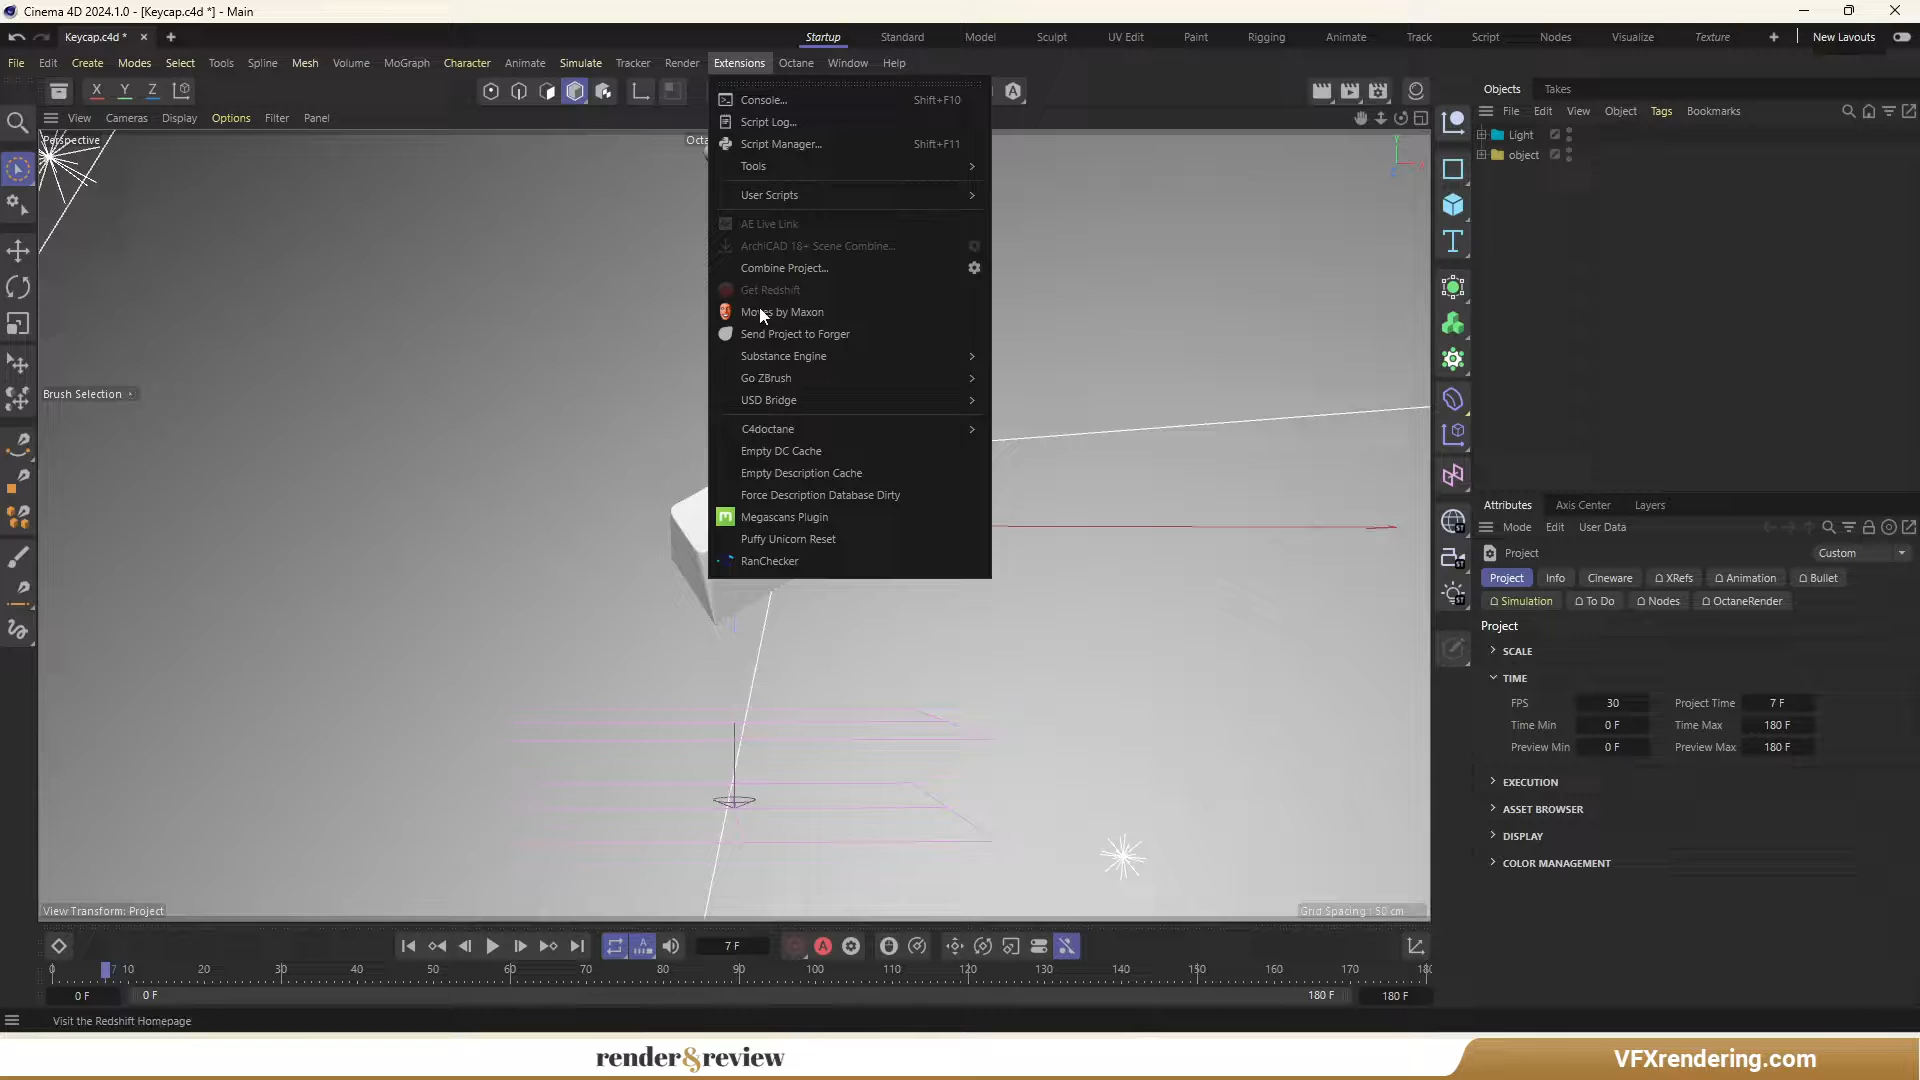 Cinema 4D 2024.1.0 - [Keycap.c4d *] - Main
Keycap.c4d *
Startup Standard Model Sculpt UV Edit Paint Rigging Animate Track Script Nodes Visualize Texture New Layouts
File Edit Create Modes Select Tools Spline Mesh Volume MoGraph Character Animate Simulate Tracker Render Extensions Octane Window Help
X Y Z
View Cameras Display Options Filter Panel
Perspective
Octa
Console... Shift+F10
Script Log...
Script Manager... Shift+F11
Tools
User Scripts
AE Live Link
ArchiCAD 18+ Scene Combine...
Combine Project...
Get Redshift
Moves by Maxon
Send Project to Forger
Substance Engine
Go ZBrush
USD Bridge
C4doctane
Empty DC Cache
Empty Description Cache
Force Description Database Dirty
Megascans Plugin
Puffy Unicorn Reset
RanChecker
Brush Selection
View Transform: Project
Grid Spacing : 50 cm
Objects Takes
File Edit View Object Tags Bookmarks
Light
object
Attributes Axis Center Layers
Mode Edit User Data
Project Custom
Project Info Cineware XRefs Animation Bullet
Simulation To Do Nodes OctaneRender
Project
SCALE
TIME
FPS 30 Project Time 7 F
Time Min 0 F Time Max 180 F
Preview Min 0 F Preview Max 180 F
EXECUTION
ASSET BROWSER
DISPLAY
COLOR MANAGEMENT
7 F
0 7 10 20 30 40 50 60 70 80 90 100 110 120 130 140 150 160 170 180
0 F 0 F 180 F 180 F
Visit the Redshift Homepage
render&review
VFXrendering.com